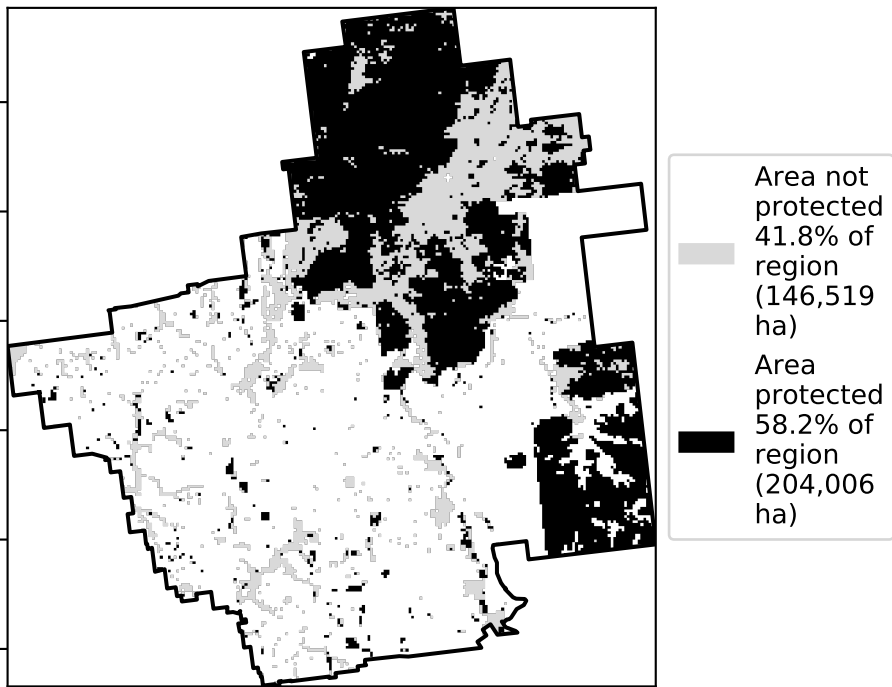 Area not
protected
41.8% of
region
(146,519
ha)
Area
protected
58.2% of
region
(204,006
ha)